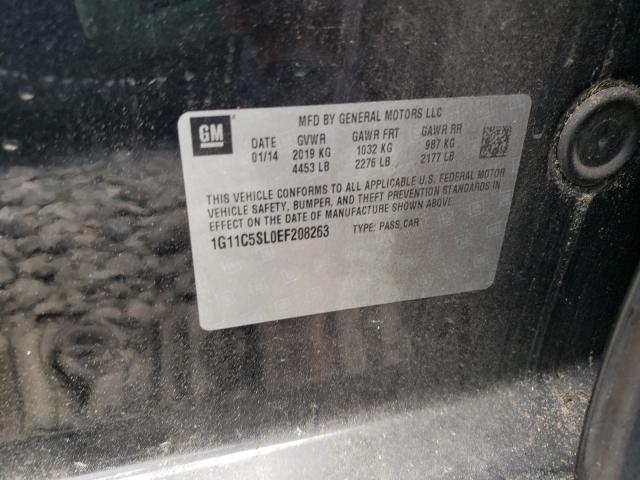 GM
MFD BY GENERAL MOTORS LLC
DATE GVWR GAWR FRT GAWR RR
01/14 2019 KG 1032 KG 987 KG
4453 LB 2276 LB 2177 LB
THIS VEHICLE CONFORMS TO ALL APPLICABLE U.S. FEDERAL MOTOR
VEHICLE SAFETY, BUMPER, AND THEFT PREVENTION STANDARDS IN
EFFECT ON THE DATE OF MANUFACTURE SHOWN ABOVE.
1G11C5SL0EF208263 TYPE: PASS,CAR